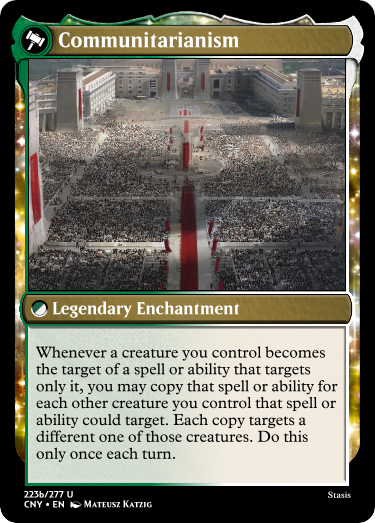 Communitarianism
Legendary Enchantment
Whenever a creature you control becomes
the target of a spell or ability that targets
only it, you may copy that spell or ability for
each other creature you control that spell or
ability could target. Each copy targets a
different one of those creatures. Do this
only once each turn.
223b/277 U
Stasis
CNY • EN Mateusz Katzig